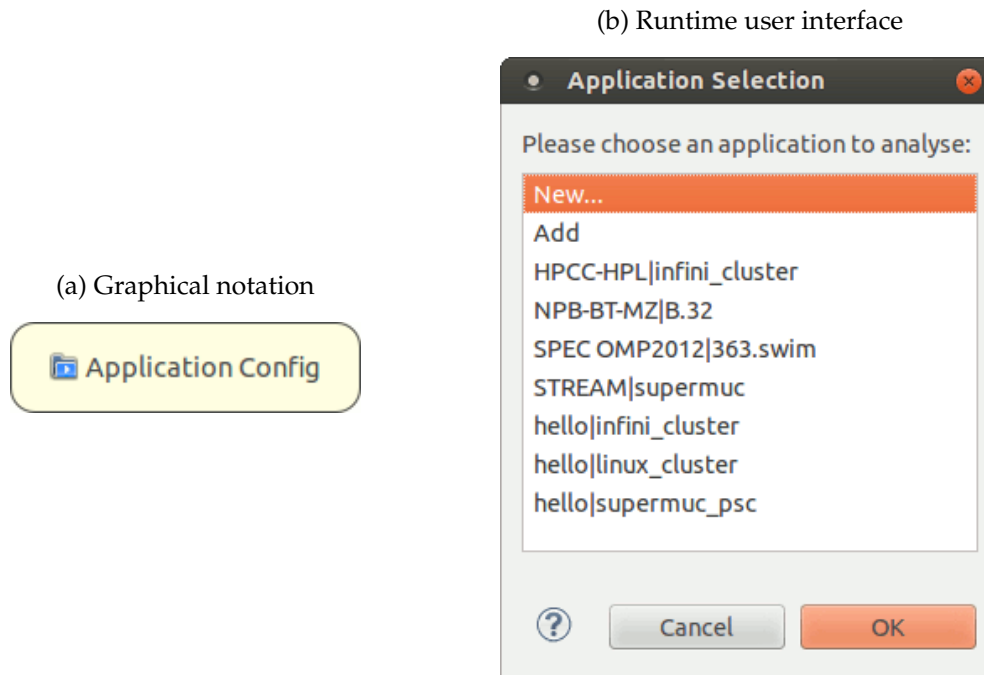 (b) Runtime user interface
Application Selection
Please choose an application to analyse:
New...
Add
HPCC-HPL|infini_cluster
NPB-BT-MZ|B.32
SPEC OMP2012|363.swim
STREAM|supermuc
hello|infini_cluster
hello|linux_cluster
hello|supermuc_psc
? Cancel OK
(a) Graphical notation
Application Config